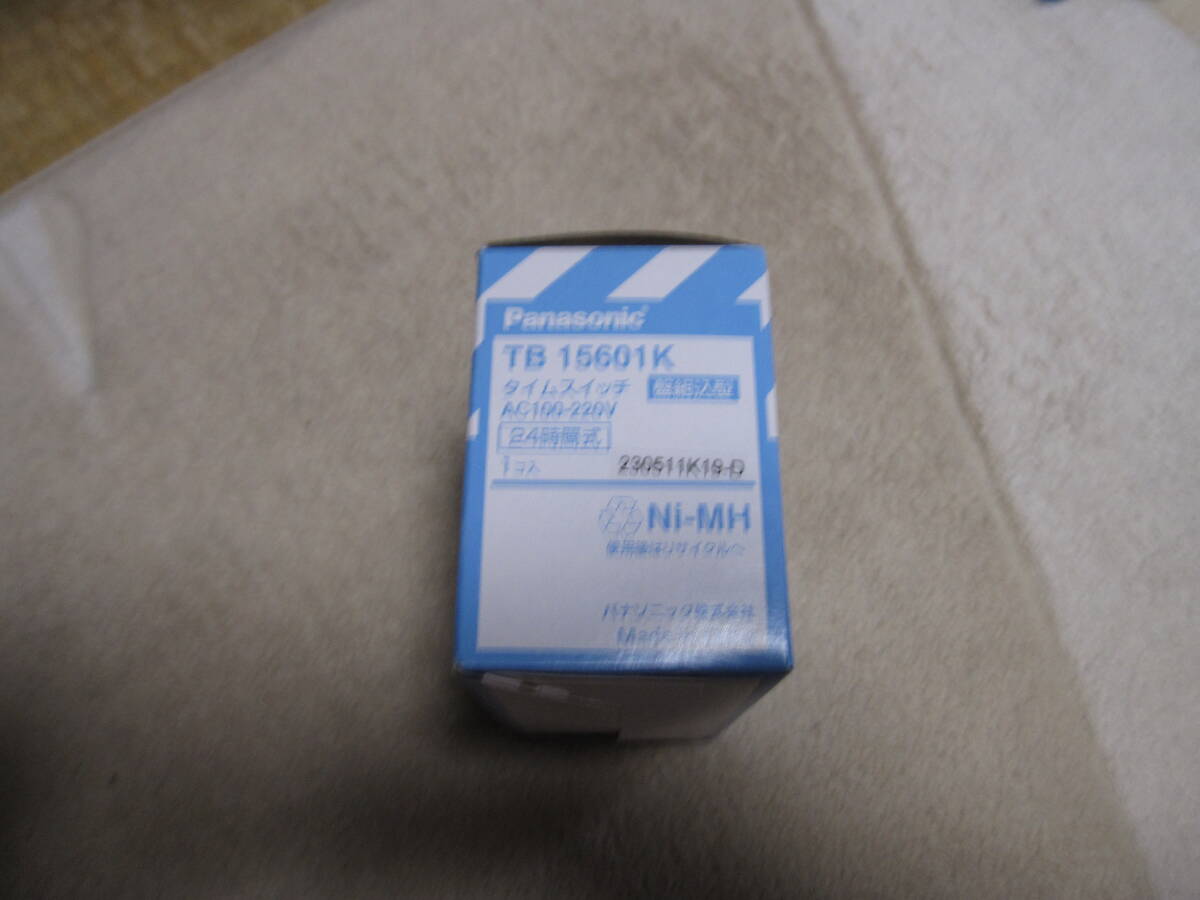 Panasonic
TB 15601K
タイムスイッチ 盤組込型
AC100-220V
24時間式
1コ入 230511K19-D
Ni-MH
使用後はリサイクルへ
パナソニック株式会社
Made in